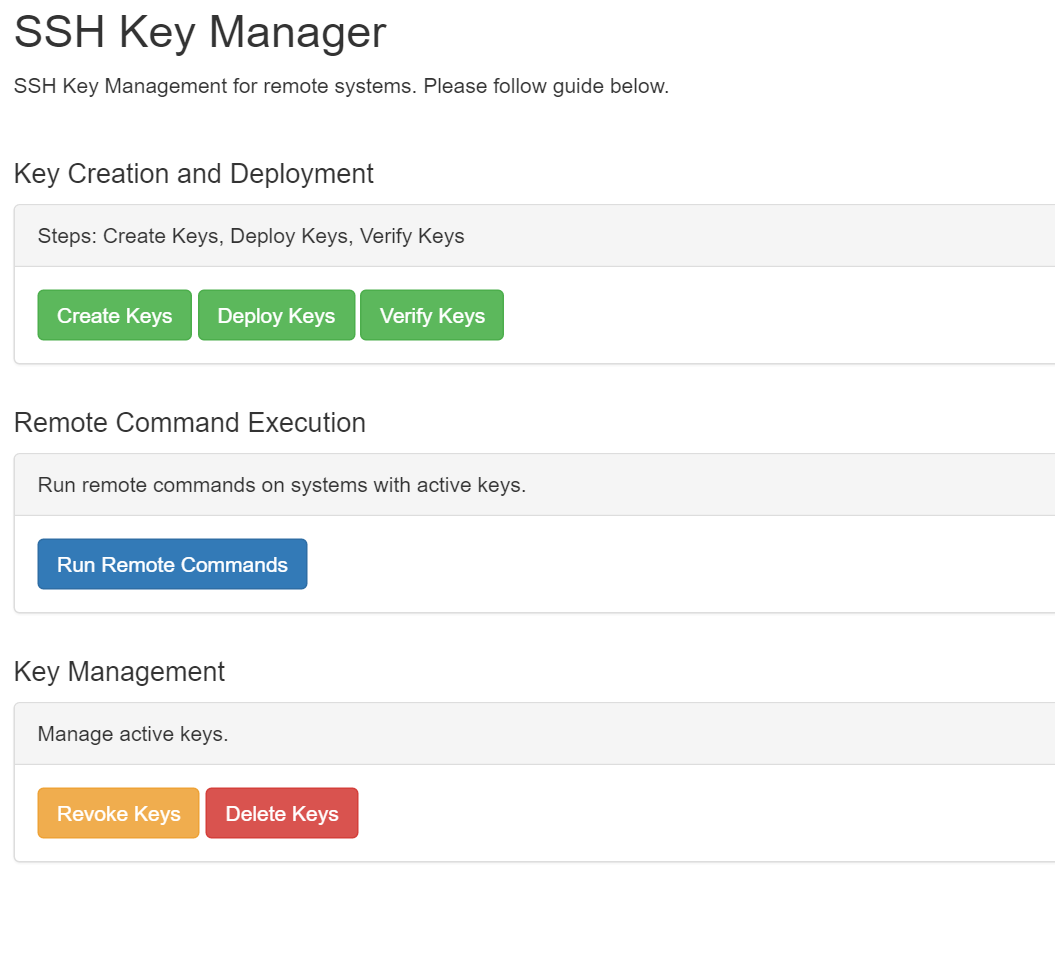 SSH Key Manager
SSH Key Management for remote systems. Please follow guide below.
Key Creation and Deployment
Steps: Create Keys, Deploy Keys, Verify Keys
Create Keys Deploy Keys Verify Keys
Remote Command Execution
Run remote commands on systems with active keys.
Run Remote Commands
Key Management
Manage active keys.
Revoke Keys Delete Keys